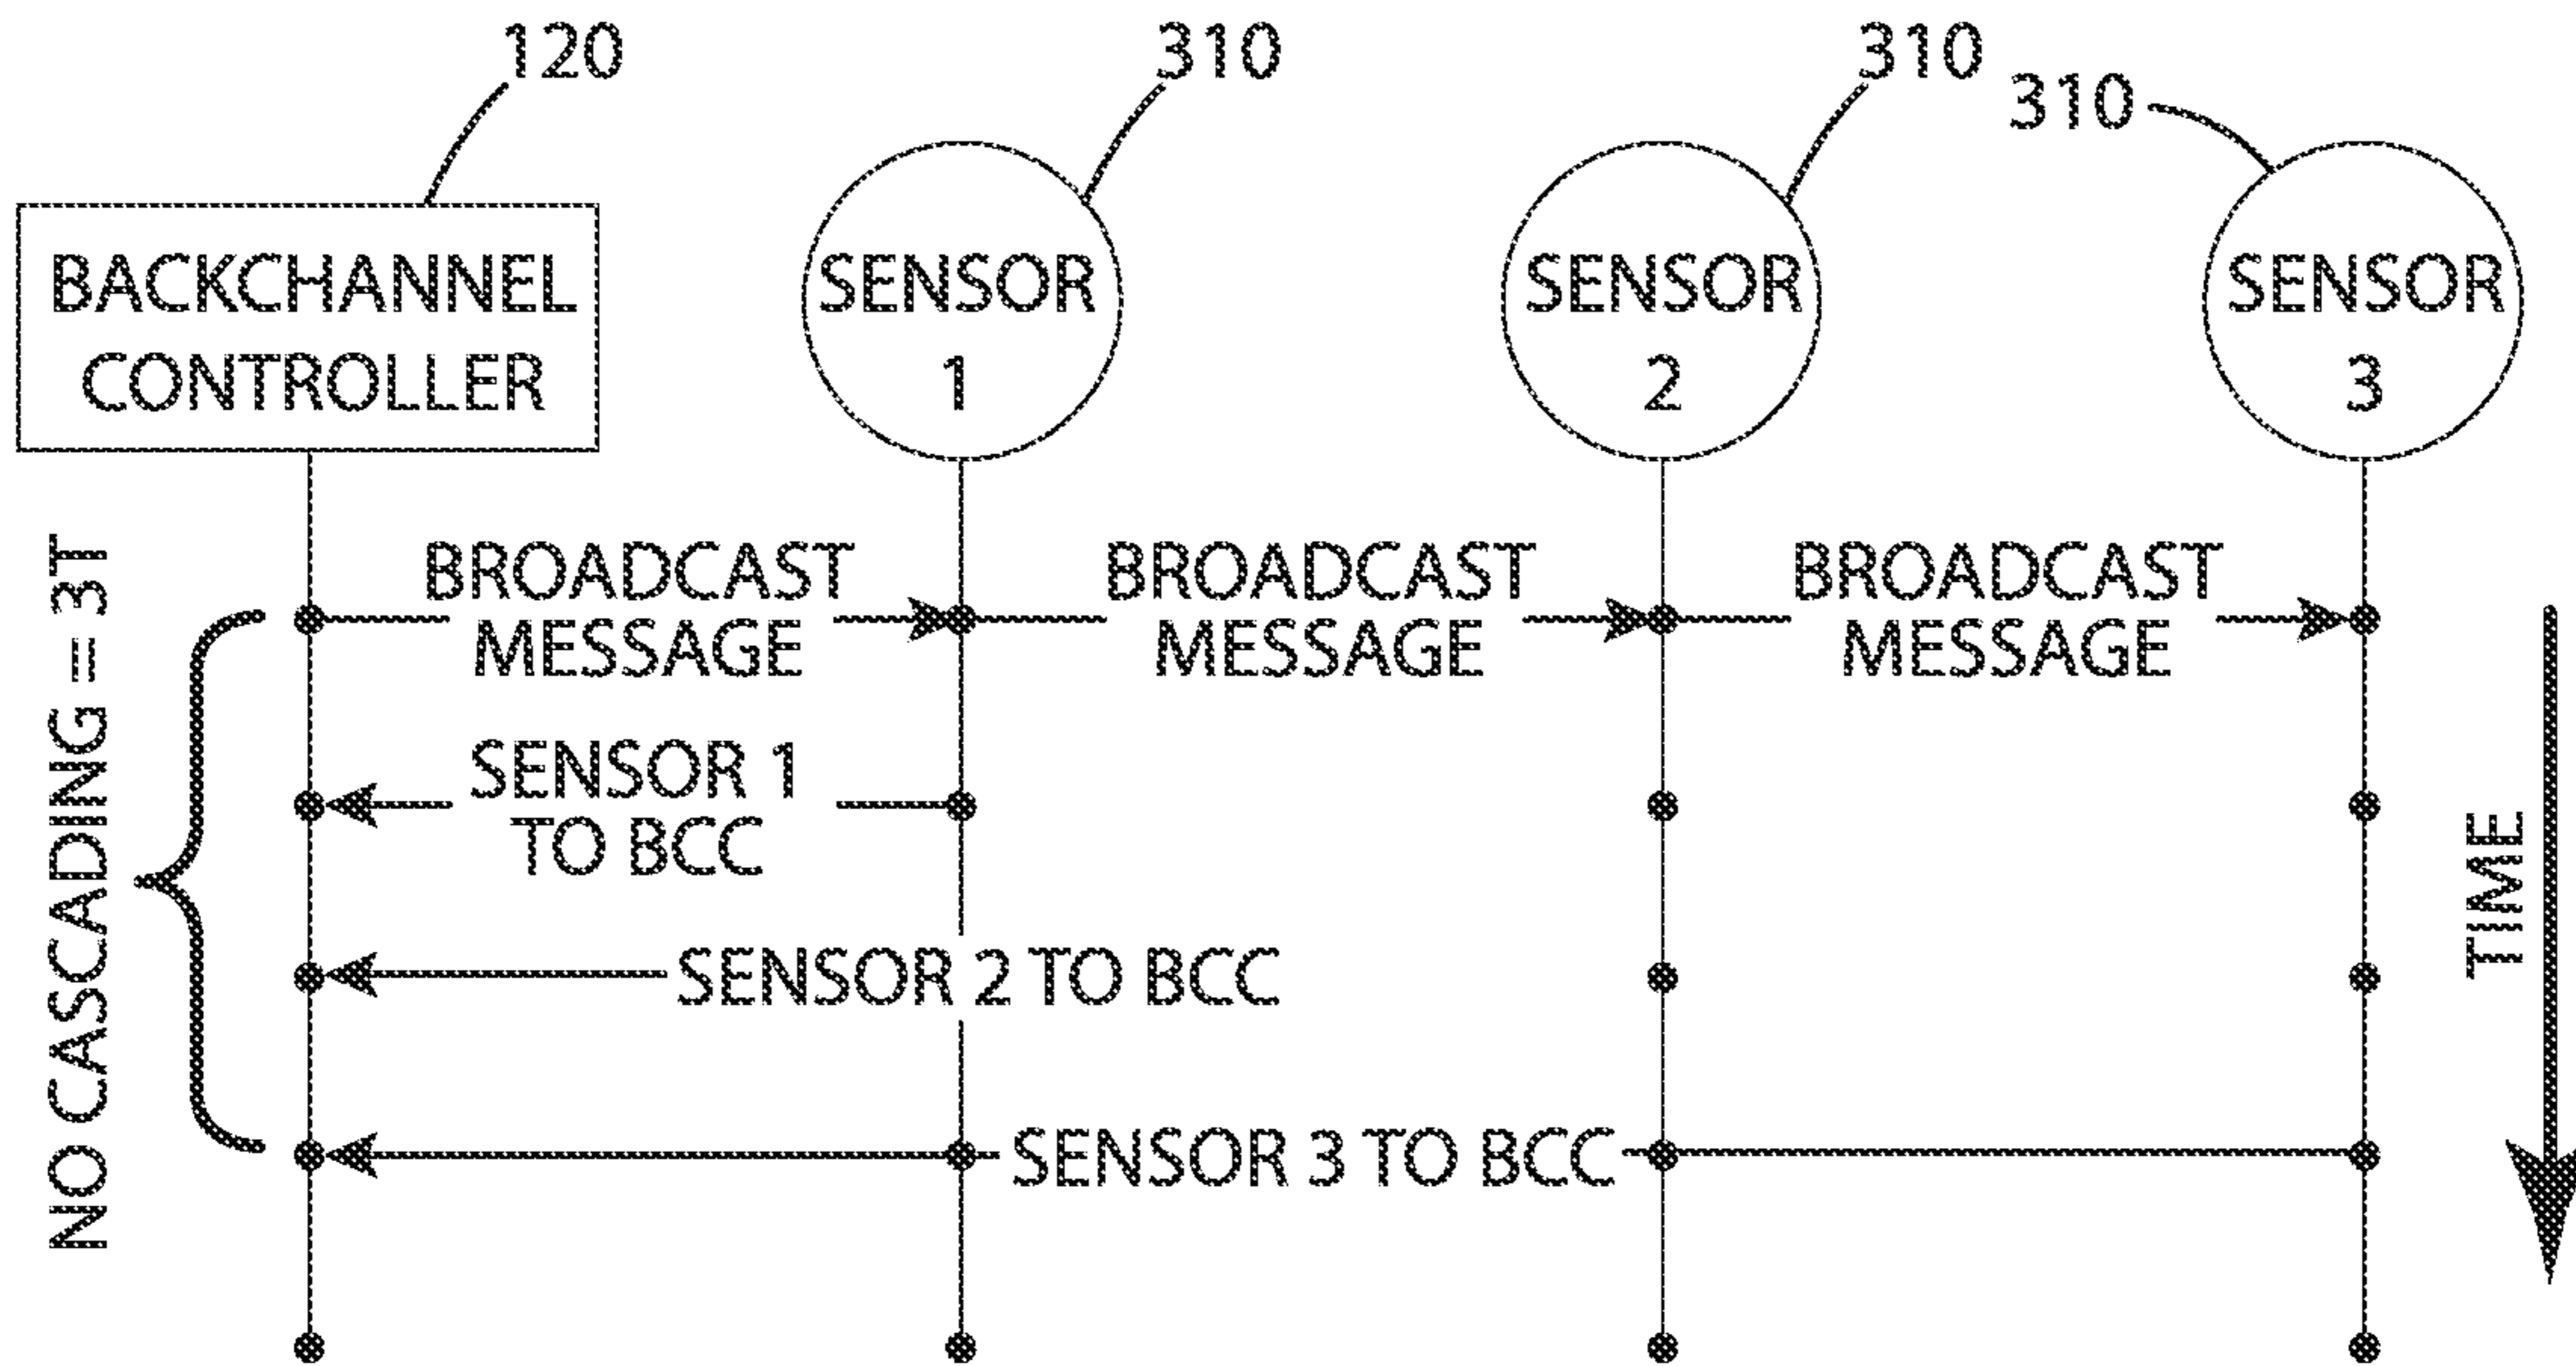 120
310
310
310
BACKCHANNEL
CONTROLLER
SENSOR
1
SENSOR
2
SENSOR
3
NO CASCADING = 3T
BROADCAST
MESSAGE
BROADCAST
MESSAGE
BROADCAST
MESSAGE
SENSOR 1
TO BCC
SENSOR 2 TO BCC
SENSOR 3 TO BCC
TIME